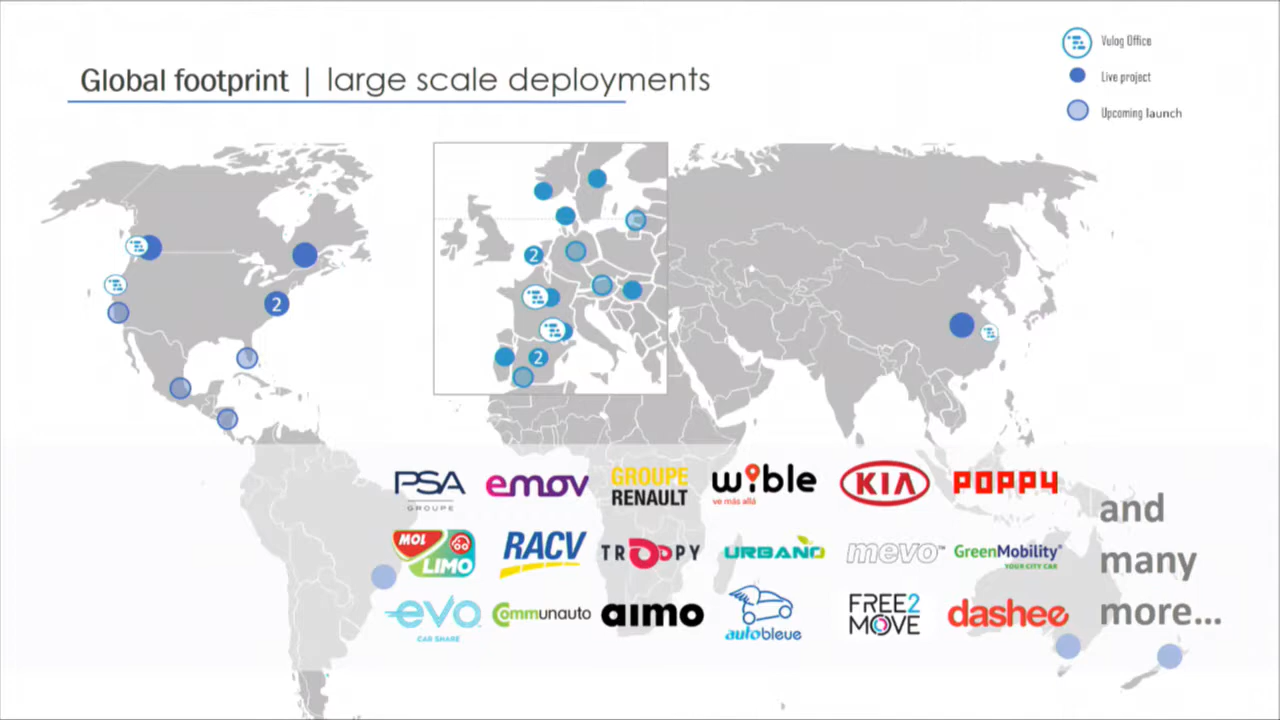 Vulog Office
Global footprint | large scale deployments
Live project
Upcoming launch
2
2
2
PSA
GROUPE
emov
GROUPE
RENAULT
wible
ve más allá
KIA
POPPY
and
many
more...
MOL
LIMO
RACV
TROOPY
URBANO
mevo™
GreenMobility®
YOUR CITY CAR
evo
CAR SHARE
Communauto
aimo
autobleue
FREE2
MOVE
dashee